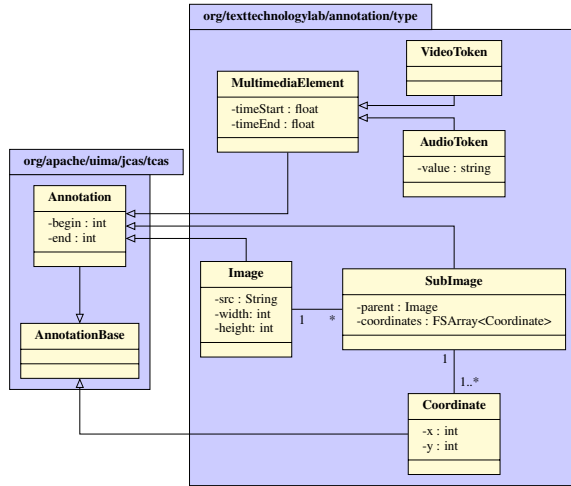 org/texttechnologylab/annotation/type
VideoToken
MultimediaElement
-timeStart : float
-timeEnd : float
AudioToken
-value : string
org/apache/uima/jcas/tcas
Annotation
-begin : int
-end : int
Image
-src : String
-width: int
-height: int
1
*
SubImage
-parent : Image
-coordinates : FSArray<Coordinate>
AnnotationBase
1
1..*
Coordinate
-x : int
-y : int